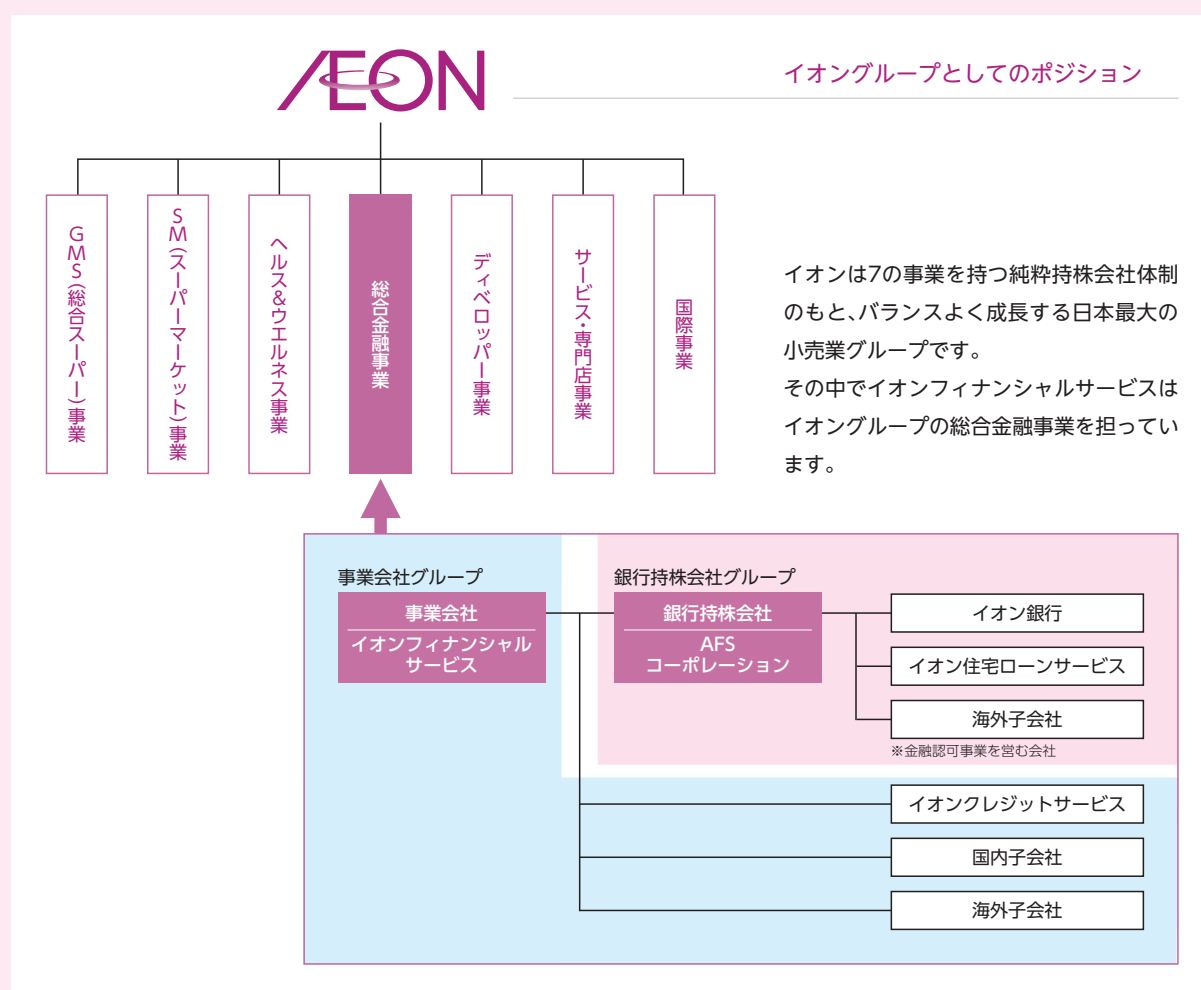 ÆON
イオングループとしてのポジション
GMS(総合スーパー)事業
SM(スーパーマーケット)事業
ヘルス&ウエルネス事業
総合金融事業
ディベロッパー事業
サービス・専門店事業
国際事業
イオンは7の事業を持つ純粋持株会社体制
のもと、バランスよく成長する日本最大の
小売業グループです。
その中でイオンフィナンシャルサービスは
イオングループの総合金融事業を担ってい
ます。
事業会社グループ
事業会社
イオンフィナンシャル
サービス
銀行持株会社グループ
銀行持株会社
AFS
コーポレーション
イオン銀行
イオン住宅ローンサービス
海外子会社
※金融認可事業を営む会社
イオンクレジットサービス
国内子会社
海外子会社